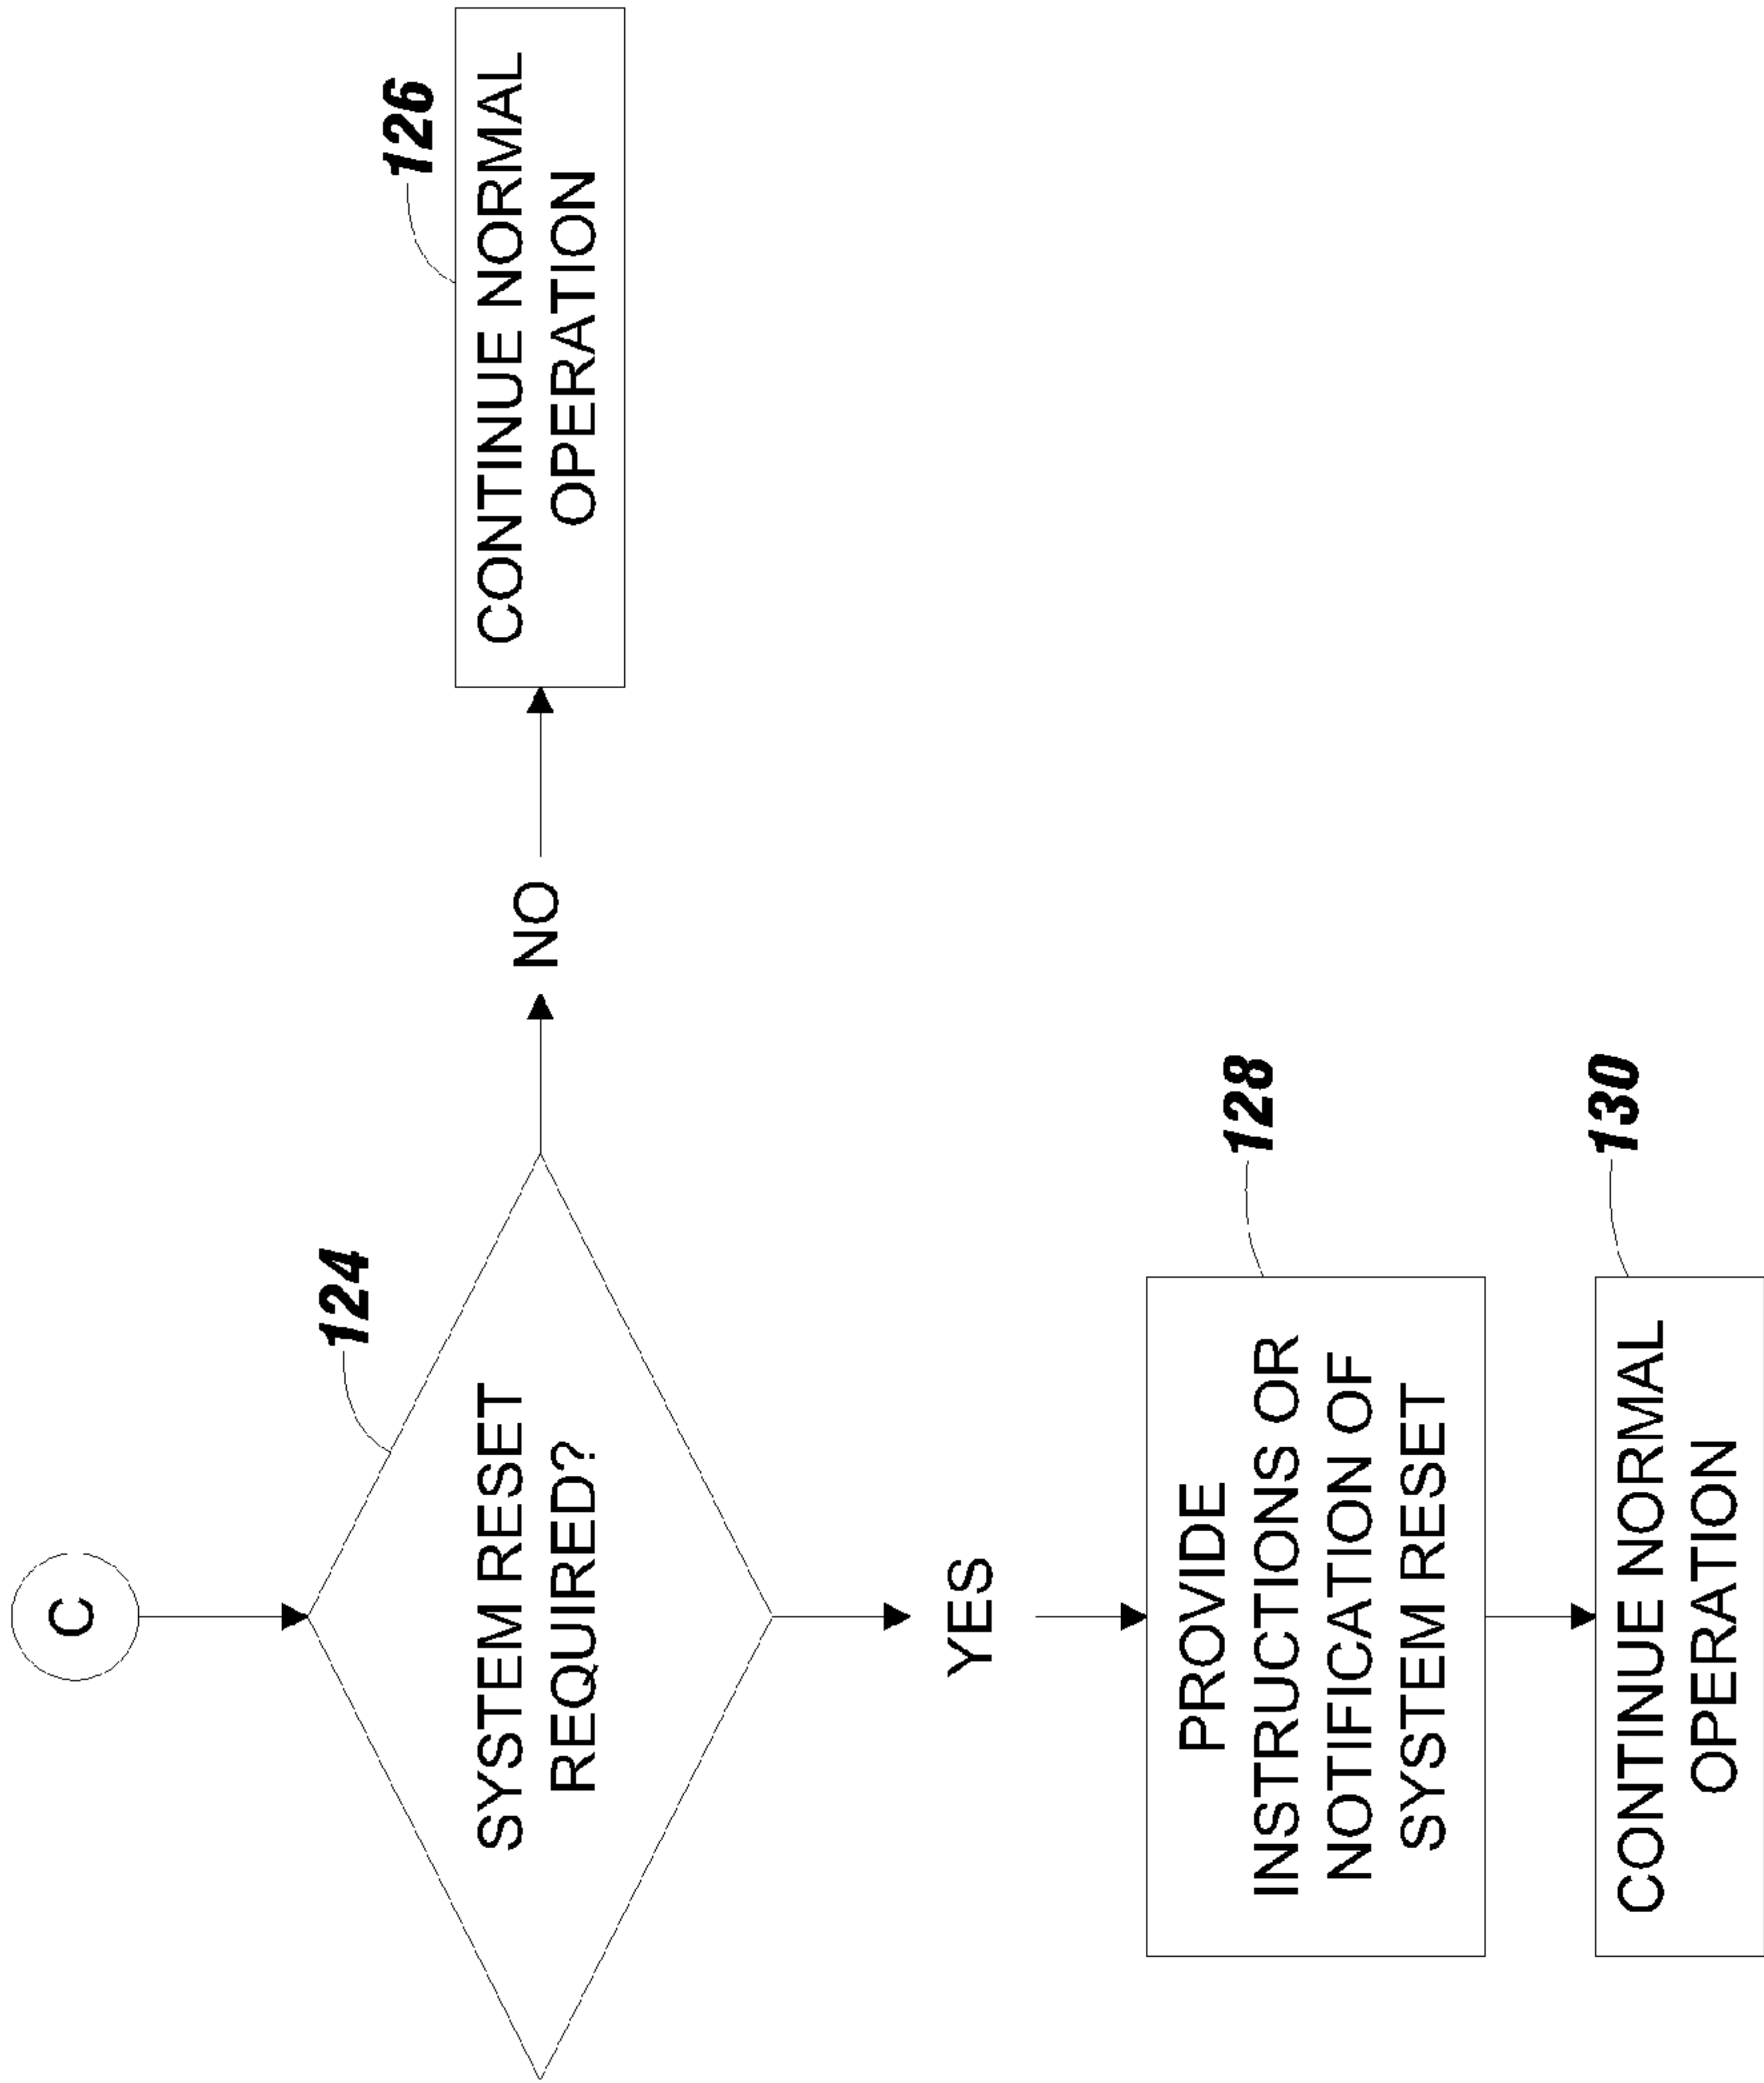 C
124
SYSTEM RESET
REQUIRED?
NO
126
CONTINUE NORMAL
OPERATION
YES
128
PROVIDE
INSTRUCTIONS OR
NOTIFICATION OF
SYSTEM RESET
130
CONTINUE NORMAL
OPERATION